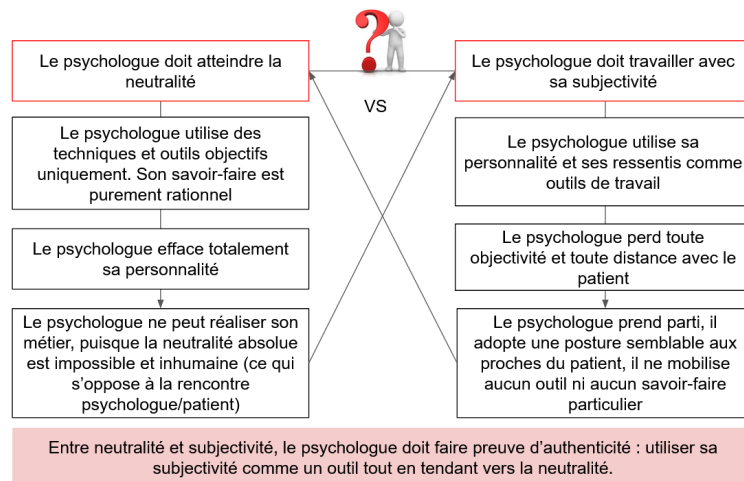 Le psychologue doit atteindre la
neutralité
VS
Le psychologue doit travailler avec
sa subjectivité
Le psychologue utilise des
techniques et outils objectifs
uniquement. Son savoir-faire est
purement rationnel
Le psychologue utilise sa
personnalité et ses ressentis comme
outils de travail
Le psychologue efface totalement
sa personnalité
Le psychologue perd toute
objectivité et toute distance avec le
patient
Le psychologue ne peut réaliser son
métier, puisque la neutralité absolue
est impossible et inhumaine (ce qui
s'oppose à la rencontre
psychologue/patient)
Le psychologue prend parti, il
adopte une posture semblable aux
proches du patient, il ne mobilise
aucun outil ni aucun savoir-faire
particulier
Entre neutralité et subjectivité, le psychologue doit faire preuve d'authenticité : utiliser sa
subjectivité comme un outil tout en tendant vers la neutralité.